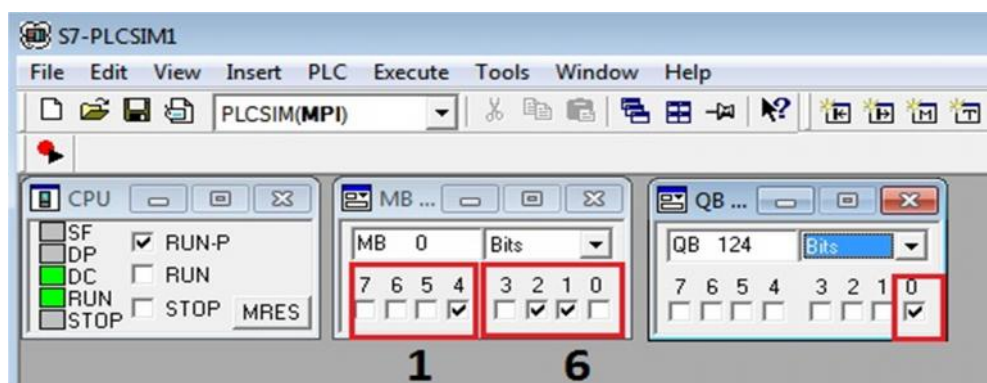 S7-PLCSIM1
File Edit View Insert PLC Execute Tools Window Help
PLCSIM(MPI)
CPU
SF
DP
DC
RUN
STOP
RUN-P
RUN
STOP
MRES
MB ...
MB 0 Bits
7 6 5 4 3 2 1 0
QB ...
QB 124 Bits
7 6 5 4 3 2 1 0
1 6